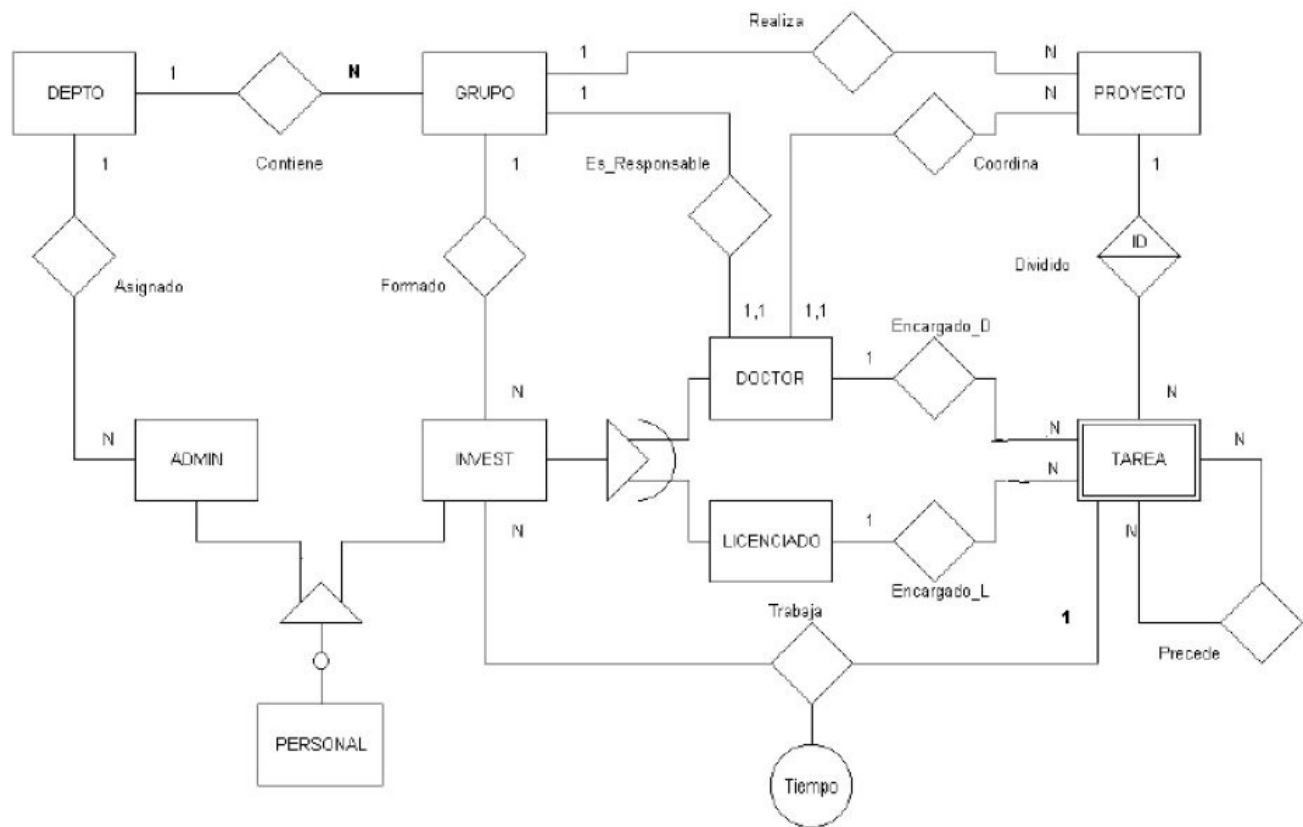 Realiza
1 N
DEPTO 1 N GRUPO 1 N PROYECTO
1 Contiene 1 Es_Responsable Coordina 1
ID
Asignado Formado Dividido
1,1 1,1 Encargado_D
DOCTOR 1
N N N N
ADMIN INVEST TAREA N
N 1 N
N LICENCIADO
Encargado_L
Trabaja 1
Precede
PERSONAL
Tiempo